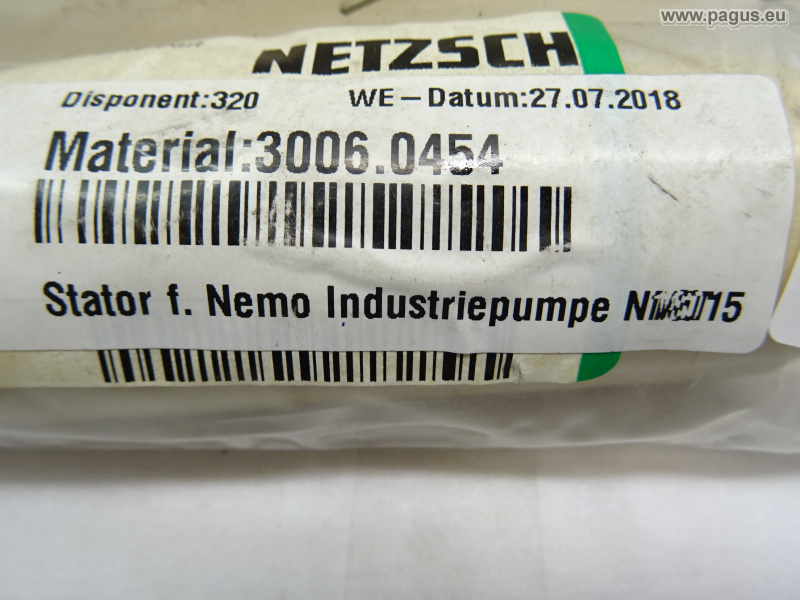 www.pagus.eu
NETZSCH
Disponent:320 WE-Datum:27.07.2018
Material:3006.0454
Stator f. Nemo Industriepumpe